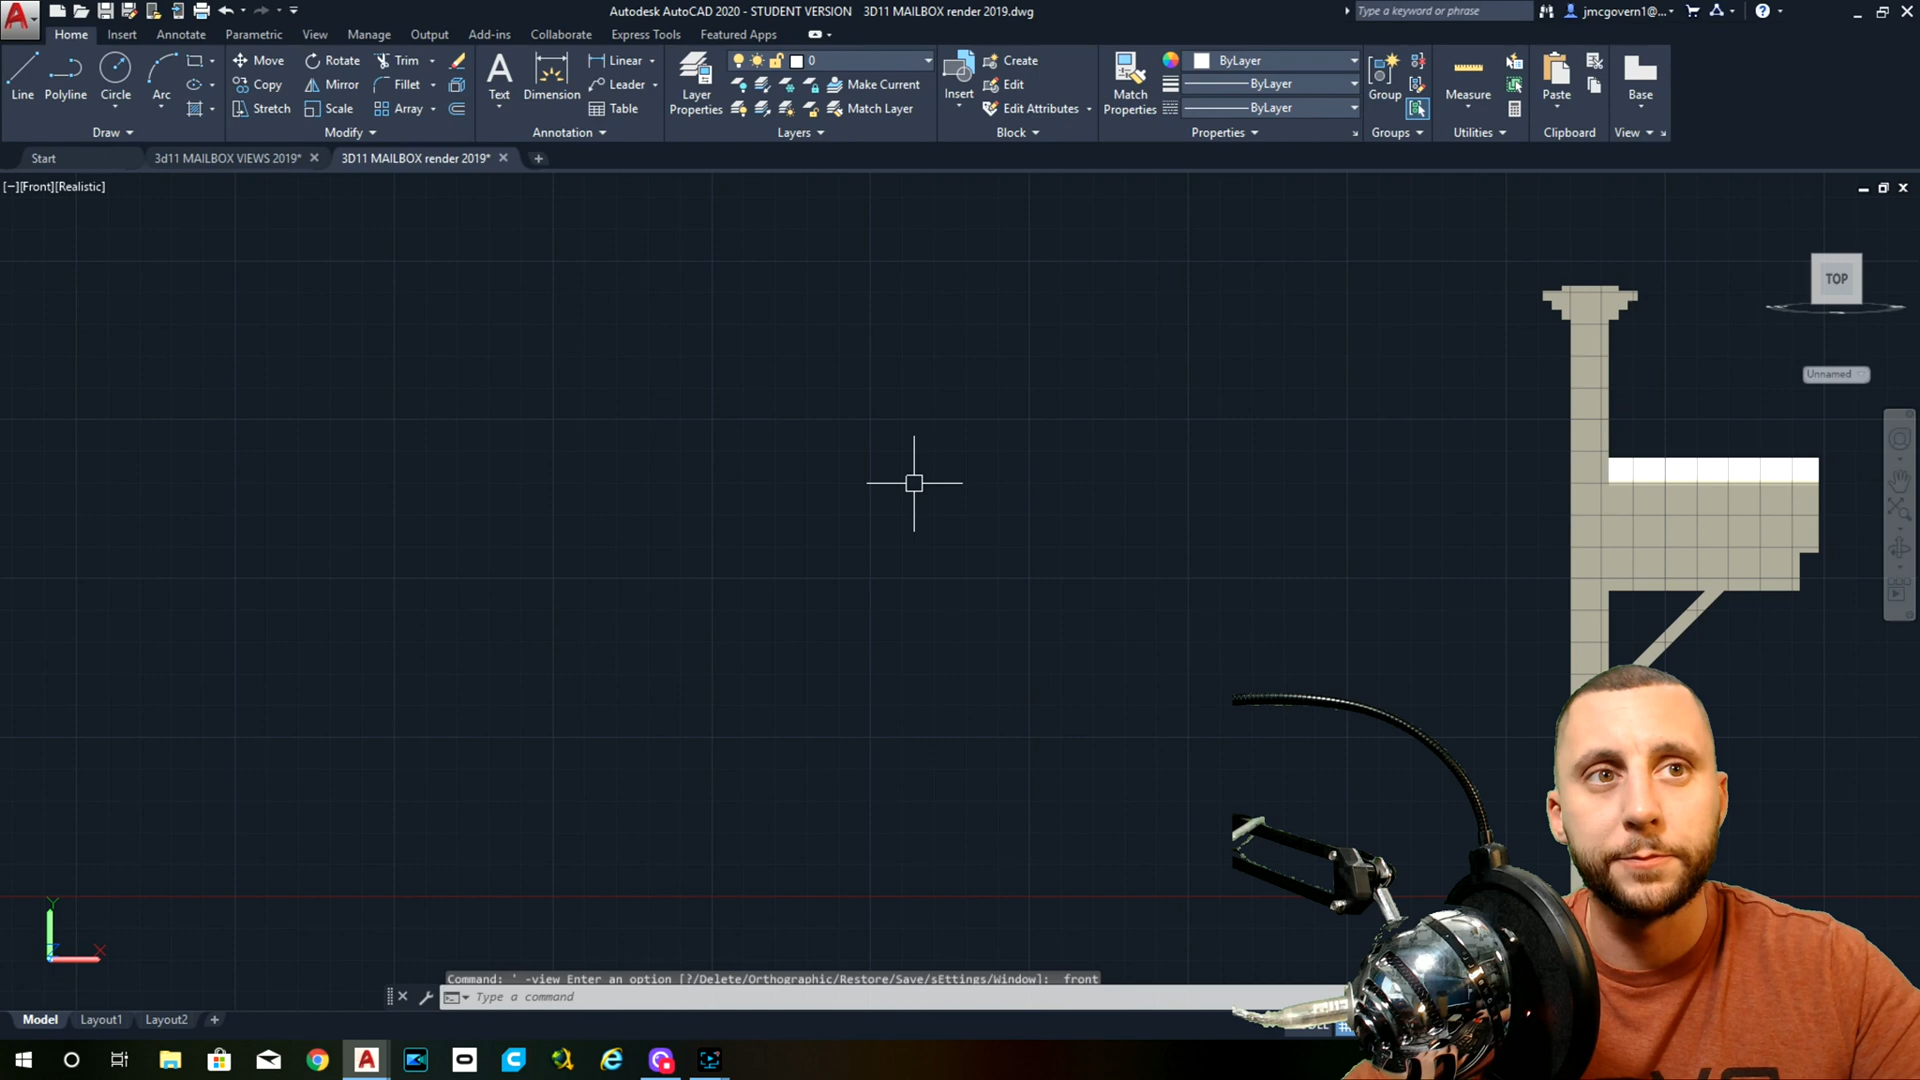 Autodesk AutoCAD 2020 - STUDENT VERSION 3D11 MAILBOX render 2019.dwg
Type a keyword or phrase
jmcgovern1@...
Home Insert Annotate Parametric View Manage Output Add-ins Collaborate Express Tools Featured Apps
Line Polyline Circle Arc
Move Rotate Trim
Copy Mirror Fillet
Stretch Scale Array
Text Dimension
Linear
Leader
Table
Layer Properties
0
Make Current
Match Layer
Insert
Create
Edit
Edit Attributes
Match Properties
ByLayer
ByLayer
ByLayer
Group
Measure
Paste
Base
Draw Modify Annotation Layers Block Properties Groups Utilities Clipboard View
Start 3d11 MAILBOX VIEWS 2019* 3D11 MAILBOX render 2019*
[−][Front][Realistic]
TOP
Unnamed
Y
X
Command: '_-view Enter an option [?/Delete/Orthographic/Restore/Save/sEttings/Window]: front
Type a command
Model Layout1 Layout2